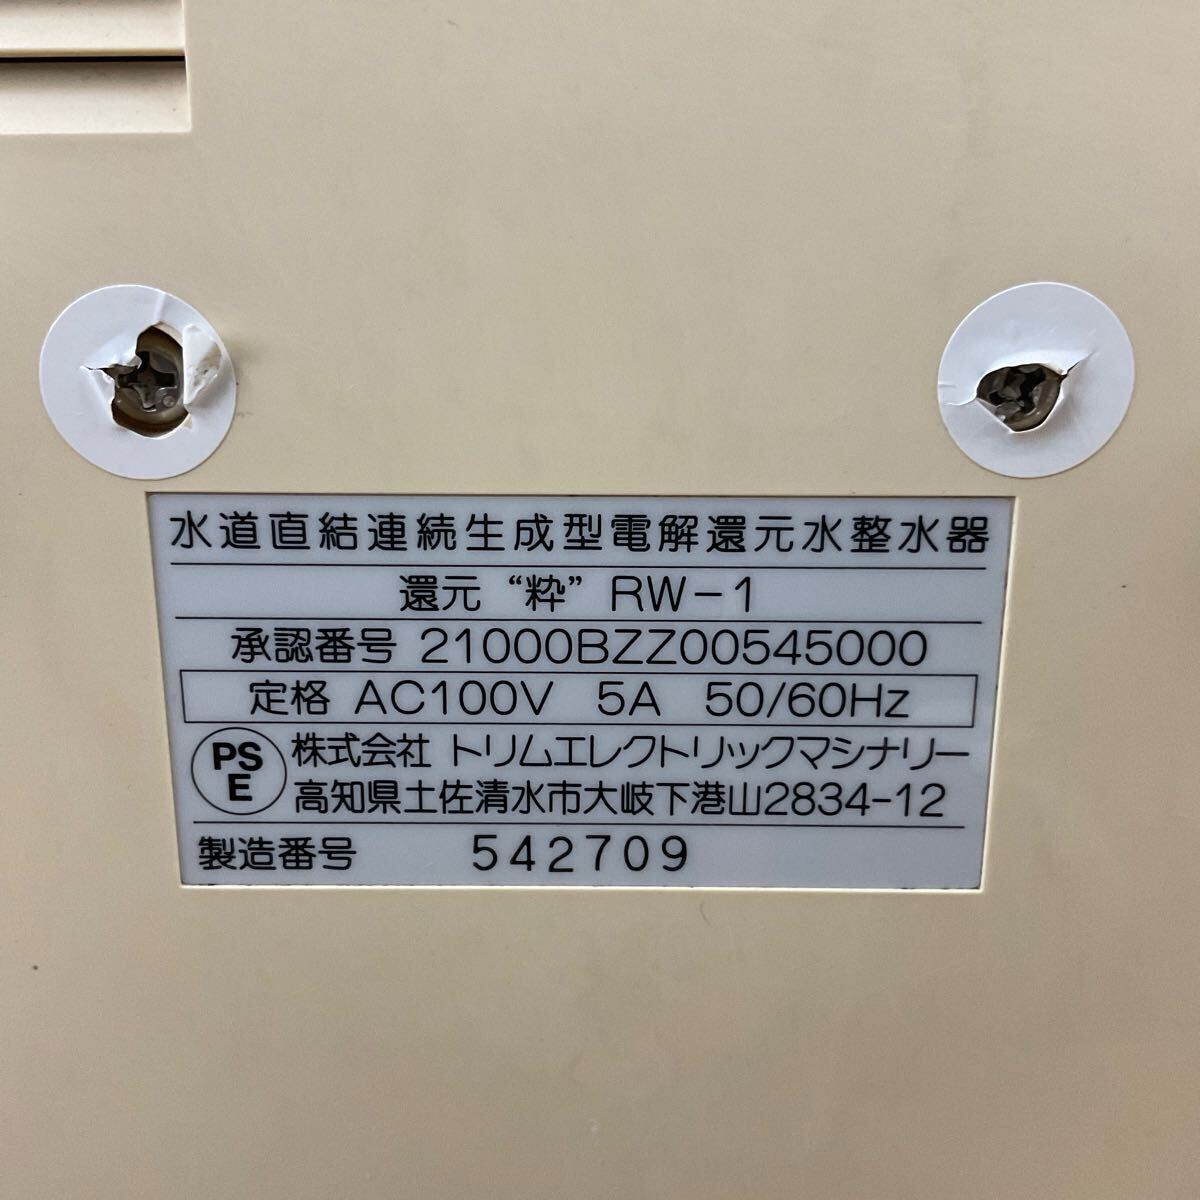 水道直結連続生成型電解還元水整水器
還元 “粋” RW-1
承認番号 21000BZZ00545000
定格 AC100V 5A 50/60Hz
PS
E
株式会社 トリムエレクトリックマシナリー
高知県土佐清水市大岐下港山2834-12
製造番号 542709